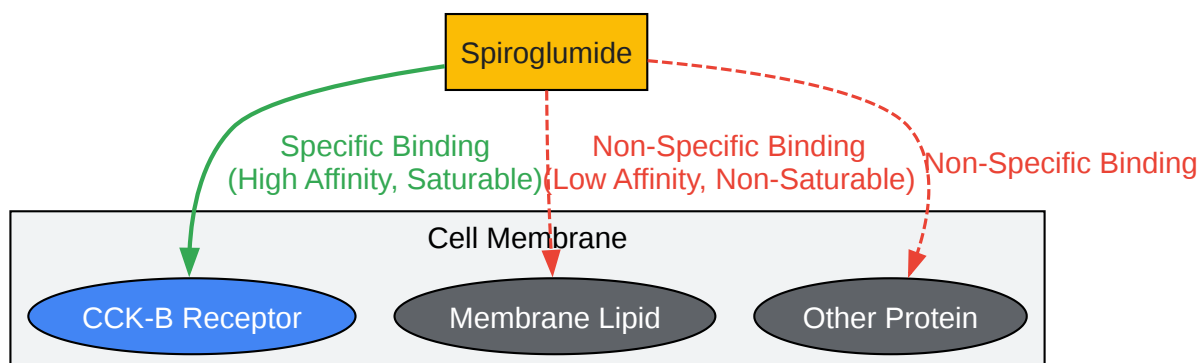 Spiroglumide
Specific Binding
(High Affinity, Saturable)
Non-Specific Binding
(Low Affinity, Non-Saturable)
Non-Specific Binding
Cell Membrane
CCK-B Receptor
Membrane Lipid
Other Protein